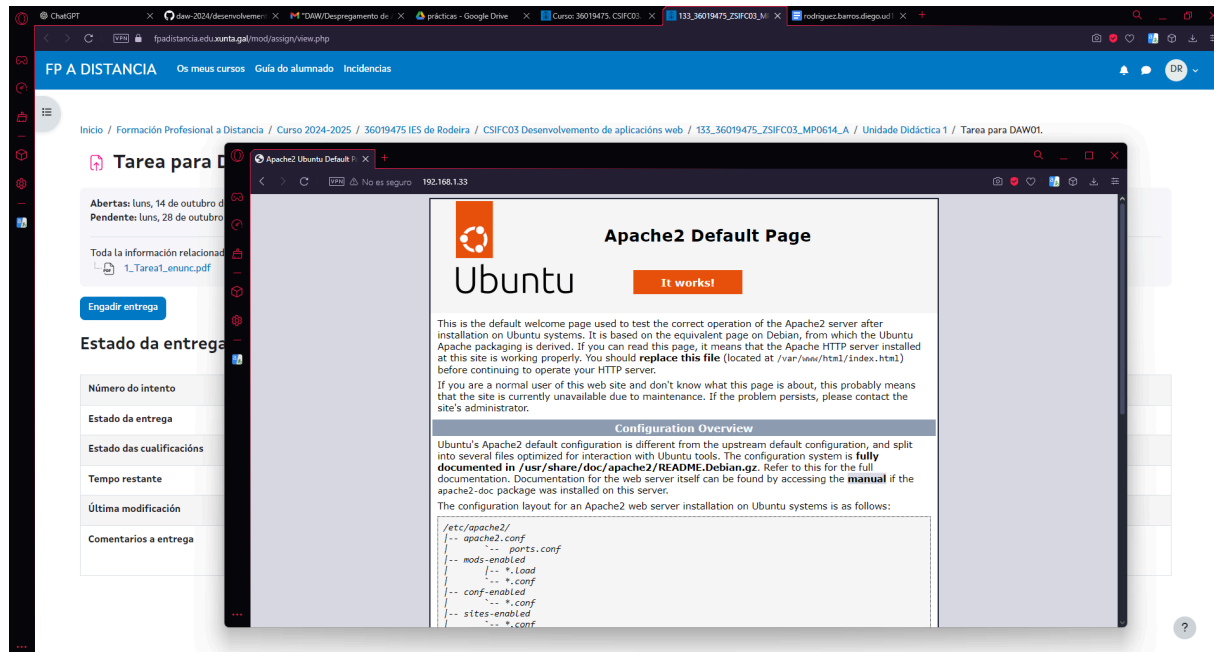 ChatGPT
daw-2024/desenvolvement
"DAW/Despregamento de
prácticas - Google Drive
Curso: 36019475. CSIFC03.
133_36019475_ZSIFC03_MP
rodriguez.barros.diego.ud1
VPN
fpadistancia.edu.xunta.gal/mod/assign/view.php
FP A DISTANCIA
Os meus cursos
Guía do alumnado
Incidencias
DR
Inicio / Formación Profesional a Distancia / Curso 2024-2025 / 36019475 IES de Rodeira / CSIFC03 Desenvolvemento de aplicacións web / 133_36019475_ZSIFC03_MP0614_A / Unidade Didáctica 1 / Tarea para DAW01.
Tarea para D
Abertas: luns, 14 de outubro d
Pendente: luns, 28 de outubro
Toda la información relacionad
1_Tarea1_enunc.pdf
Engadir entrega
Estado da entrega
Número do intento
Estado da entrega
Estado das cualificacións
Tempo restante
Última modificación
Comentarios a entrega
Apache2 Ubuntu Default P
VPN
No es seguro
192.168.1.33
Ubuntu
Apache2 Default Page
It works!
This is the default welcome page used to test the correct operation of the Apache2 server after
installation on Ubuntu systems. It is based on the equivalent page on Debian, from which the Ubuntu
Apache packaging is derived. If you can read this page, it means that the Apache HTTP server installed
at this site is working properly. You should replace this file (located at /var/www/html/index.html)
before continuing to operate your HTTP server.
If you are a normal user of this web site and don't know what this page is about, this probably means
that the site is currently unavailable due to maintenance. If the problem persists, please contact the
site's administrator.
Configuration Overview
Ubuntu's Apache2 default configuration is different from the upstream default configuration, and split
into several files optimized for interaction with Ubuntu tools. The configuration system is fully
documented in /usr/share/doc/apache2/README.Debian.gz. Refer to this for the full
documentation. Documentation for the web server itself can be found by accessing the manual if the
apache2-doc package was installed on this server.
The configuration layout for an Apache2 web server installation on Ubuntu systems is as follows:
/etc/apache2/
|-- apache2.conf
| `-- ports.conf
|-- mods-enabled
| |-- *.load
| `-- *.conf
|-- conf-enabled
| `-- *.conf
|-- sites-enabled
| `-- *.conf
?